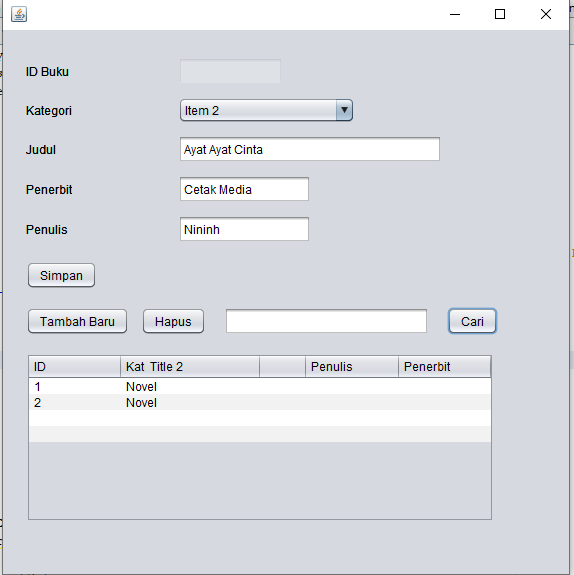 ID Buku
Kategori Item 2
Judul Ayat Ayat Cinta
Penerbit Cetak Media
Penulis Nininh
Simpan
Tambah Baru Hapus Cari
ID Kat Title 2 Penulis Penerbit
1 Novel
2 Novel